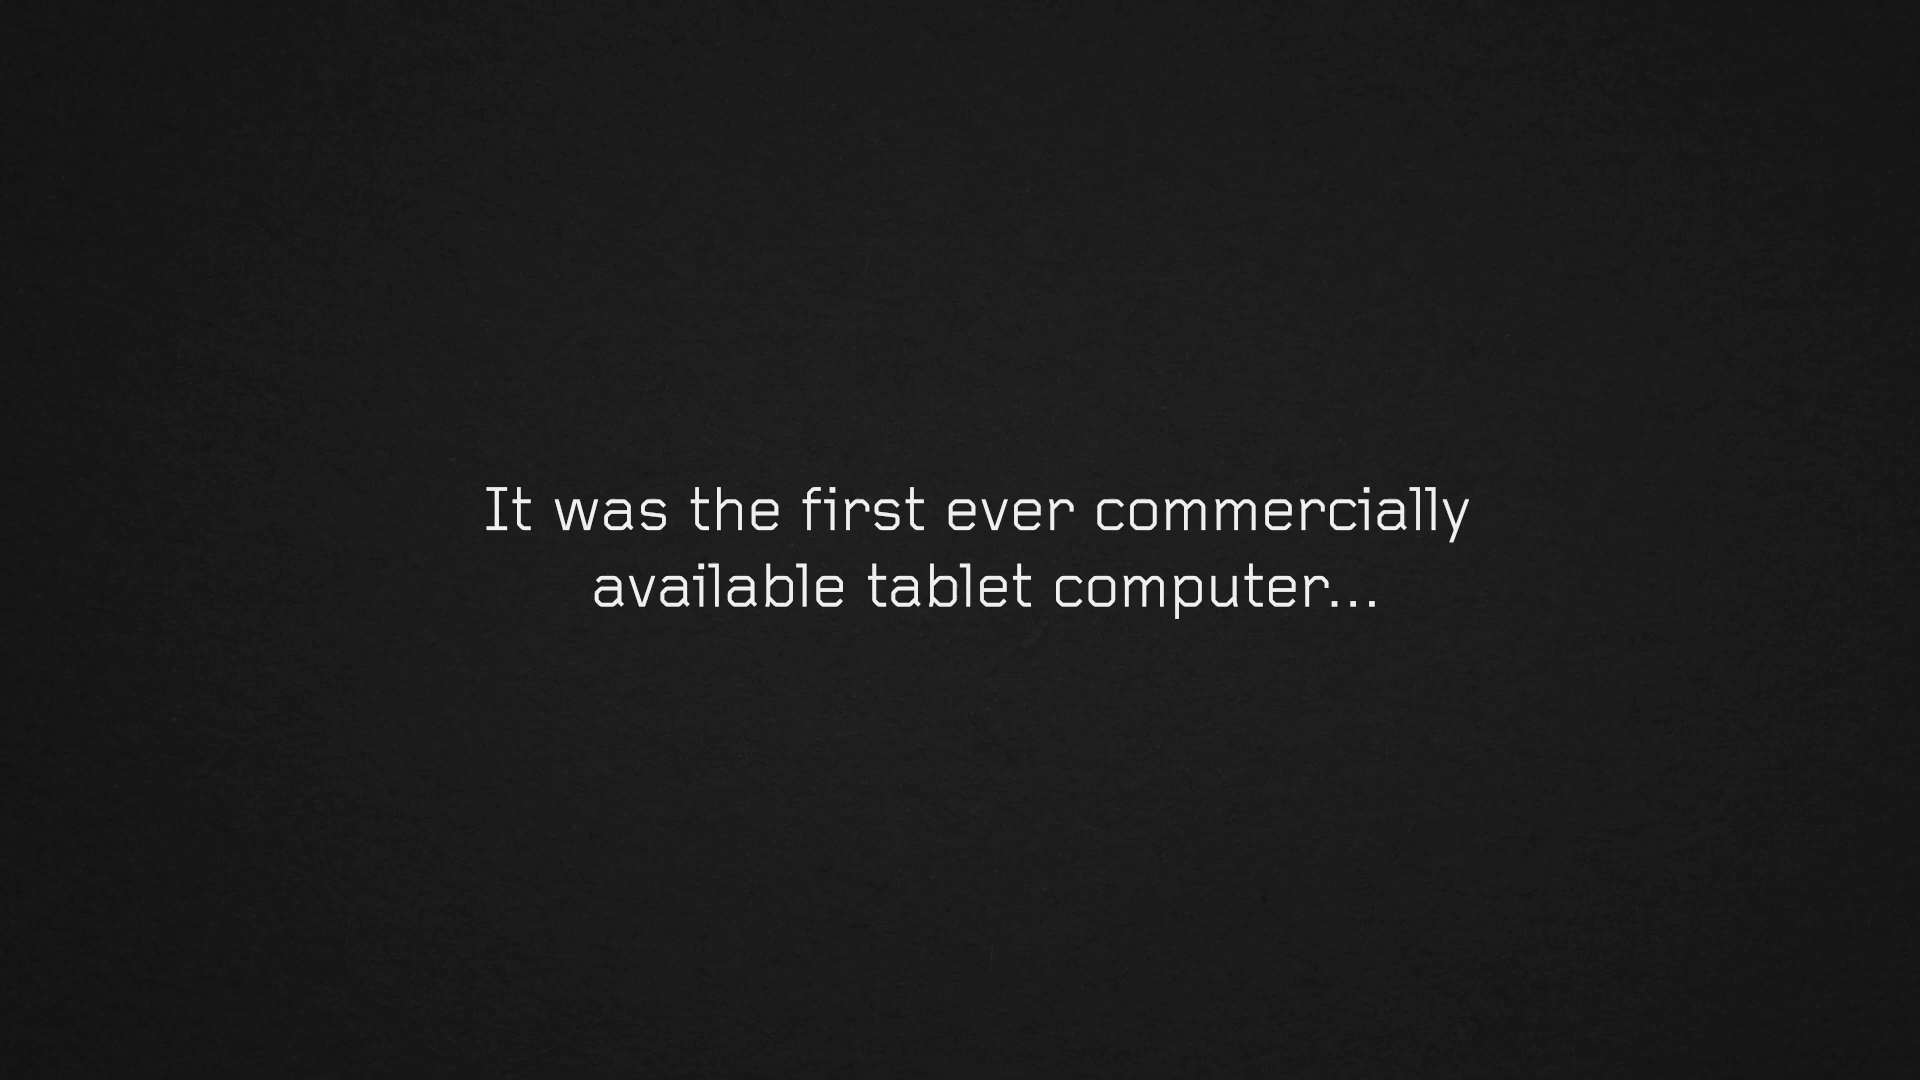 It was the first ever commercially
available tablet computer...